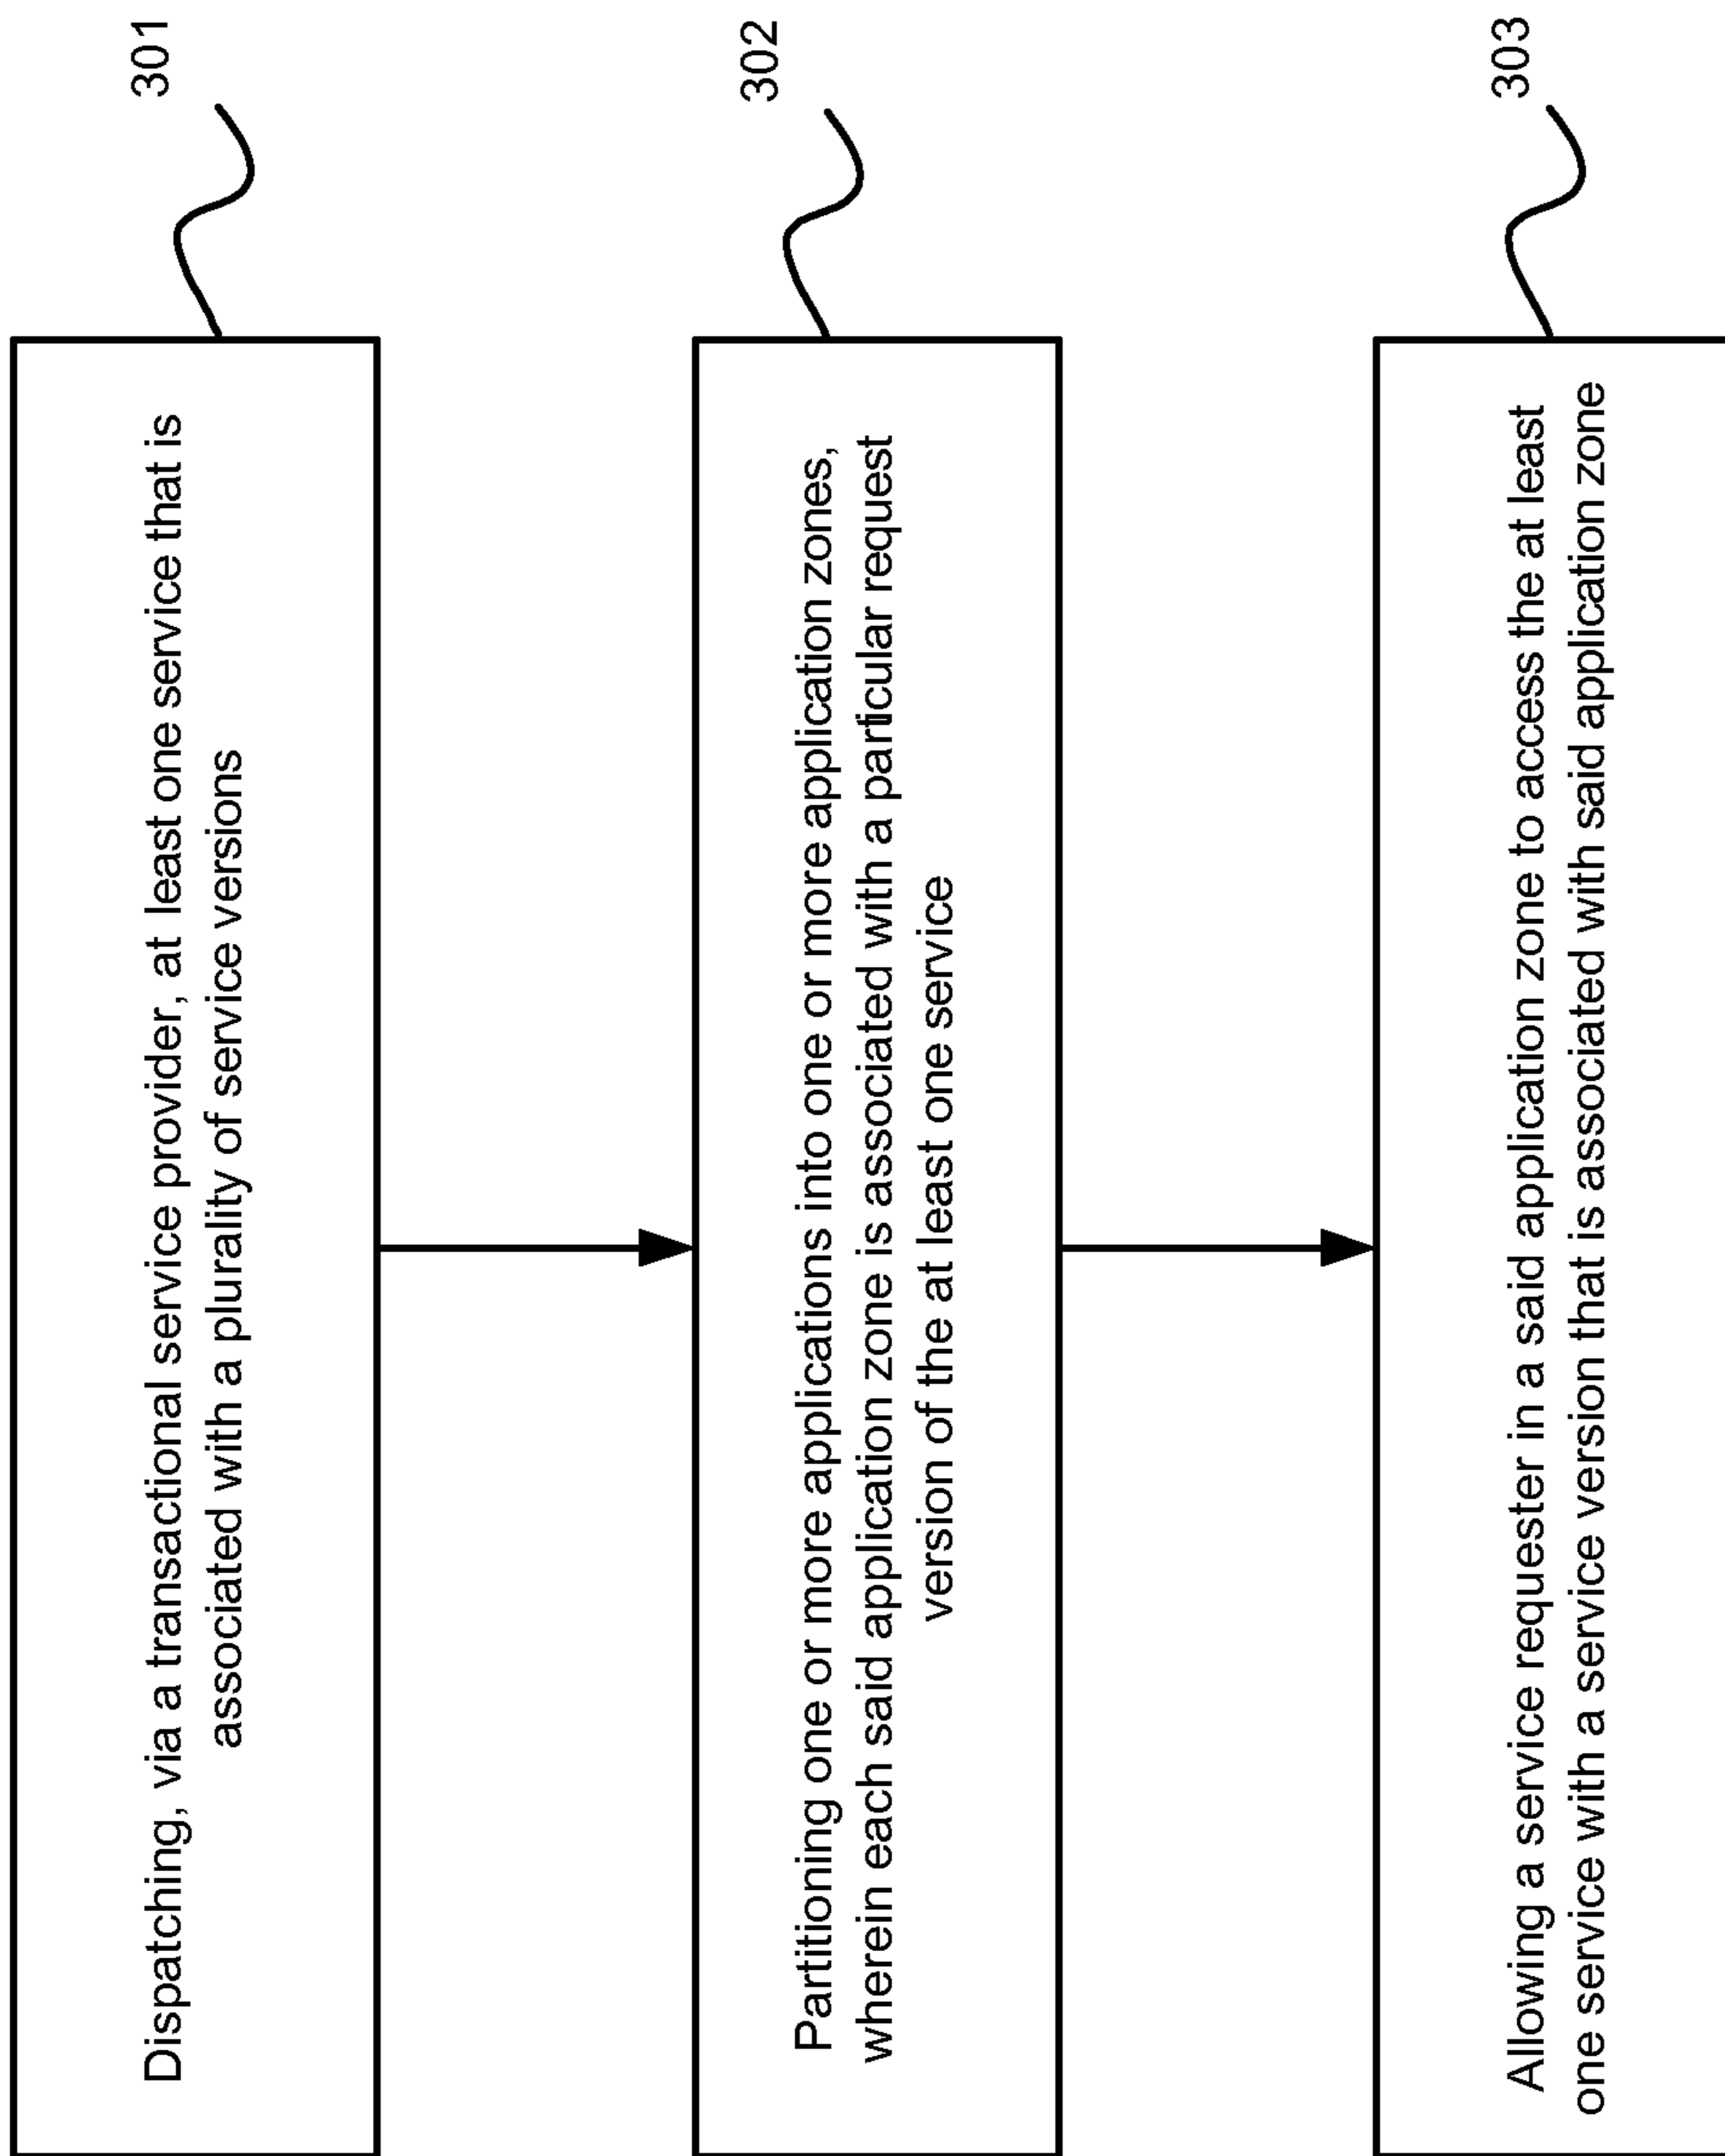 Dispatching, via a transactional service provider, at least one service that is
associated with a plurality of service versions
301
Partitioning one or more applications into one or more application zones,
wherein each said application zone is associated with a particular request
version of the at least one service
302
Allowing a service requester in a said application zone to access the at least
one service with a service version that is associated with said application zone
303